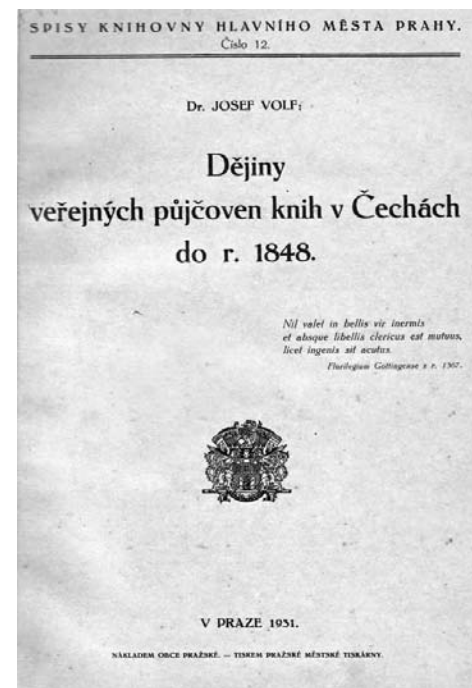 SPISY KNIHOVNY HLAVNÍHO MĚSTA PRAHY.
Číslo 12.
Dr. JOSEF VOLF:
Dějiny
veřejných půjčoven knih v Čechách
do r. 1848.
Nil valet in bellis vir inermis
et absque libellis clericus est mutuus,
licet ingenis sit acutus.
Florilegium Gottingense z r. 1367.
V PRAZE 1931.
NÁKLADEM OBCE PRAŽSKÉ. — TISKEM PRAŽSKÉ MĚSTSKÉ TISKÁRNY.